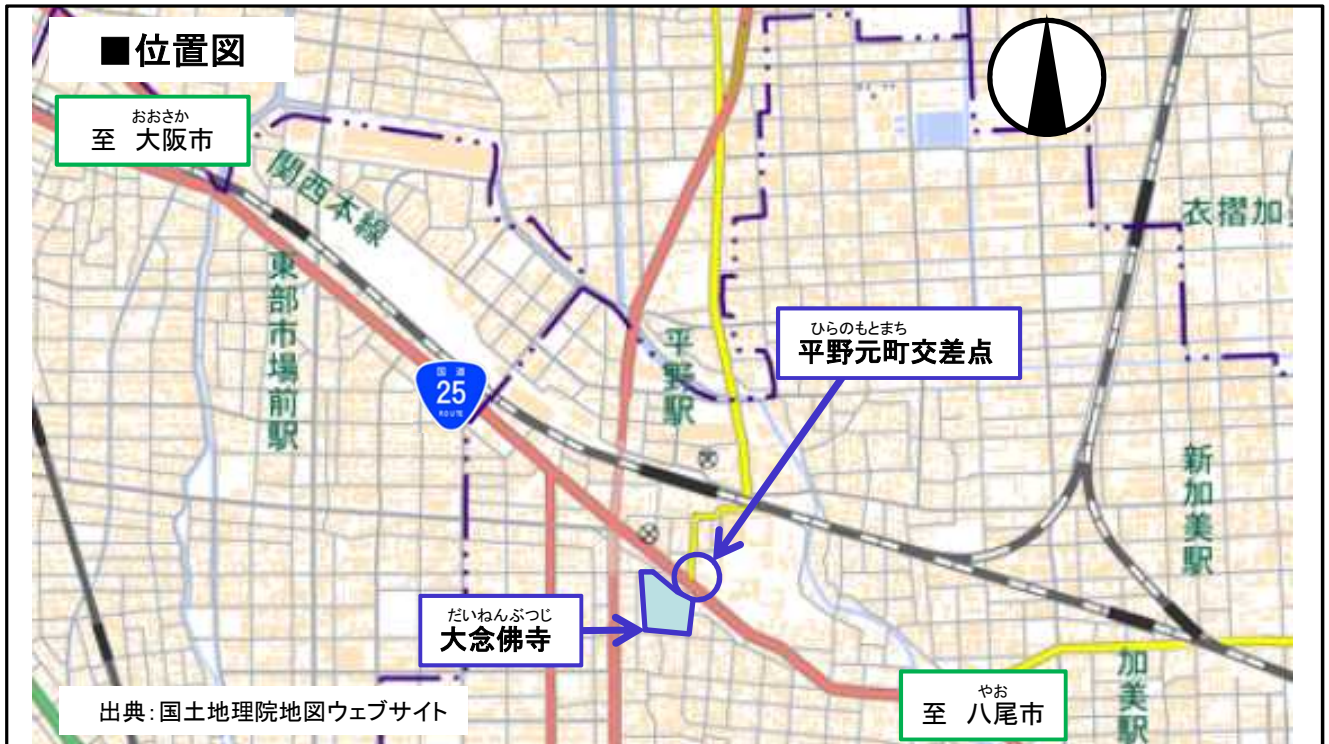 ■位置図
おおさか
至 大阪市
関西本線
東部市場前駅
国道
25
ROUTE
平野駅
ひらのもとまち
平野元町交差点
衣摺加
新加美駅
だいねんぶつじ
大念佛寺
加美駅
やお
至 八尾市
出典：国土地理院地図ウェブサイト